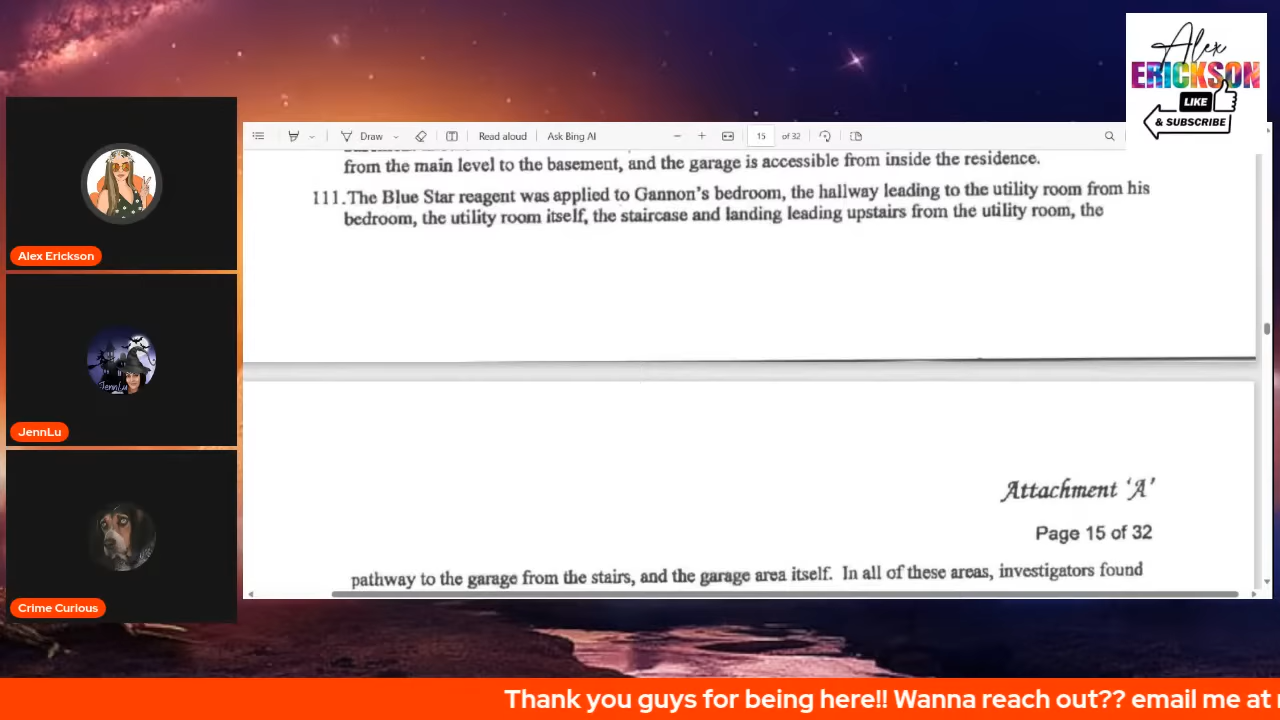 Alex
ERICKSON
LIKE
& SUBSCRIBE
Draw
Read aloud
Ask Bing AI
15
of 32
from the main level to the basement, and the garage is accessible from inside the residence.
111.The Blue Star reagent was applied to Gannon's bedroom, the hallway leading to the utility room from his
bedroom, the utility room itself, the staircase and landing leading upstairs from the utility room, the
Attachment 'A'
Page 15 of 32
pathway to the garage from the stairs, and the garage area itself. In all of these areas, investigators found
Alex Erickson
JennLu
JennLu
Crime Curious
Thank you guys for being here!! Wanna reach out?? email me at